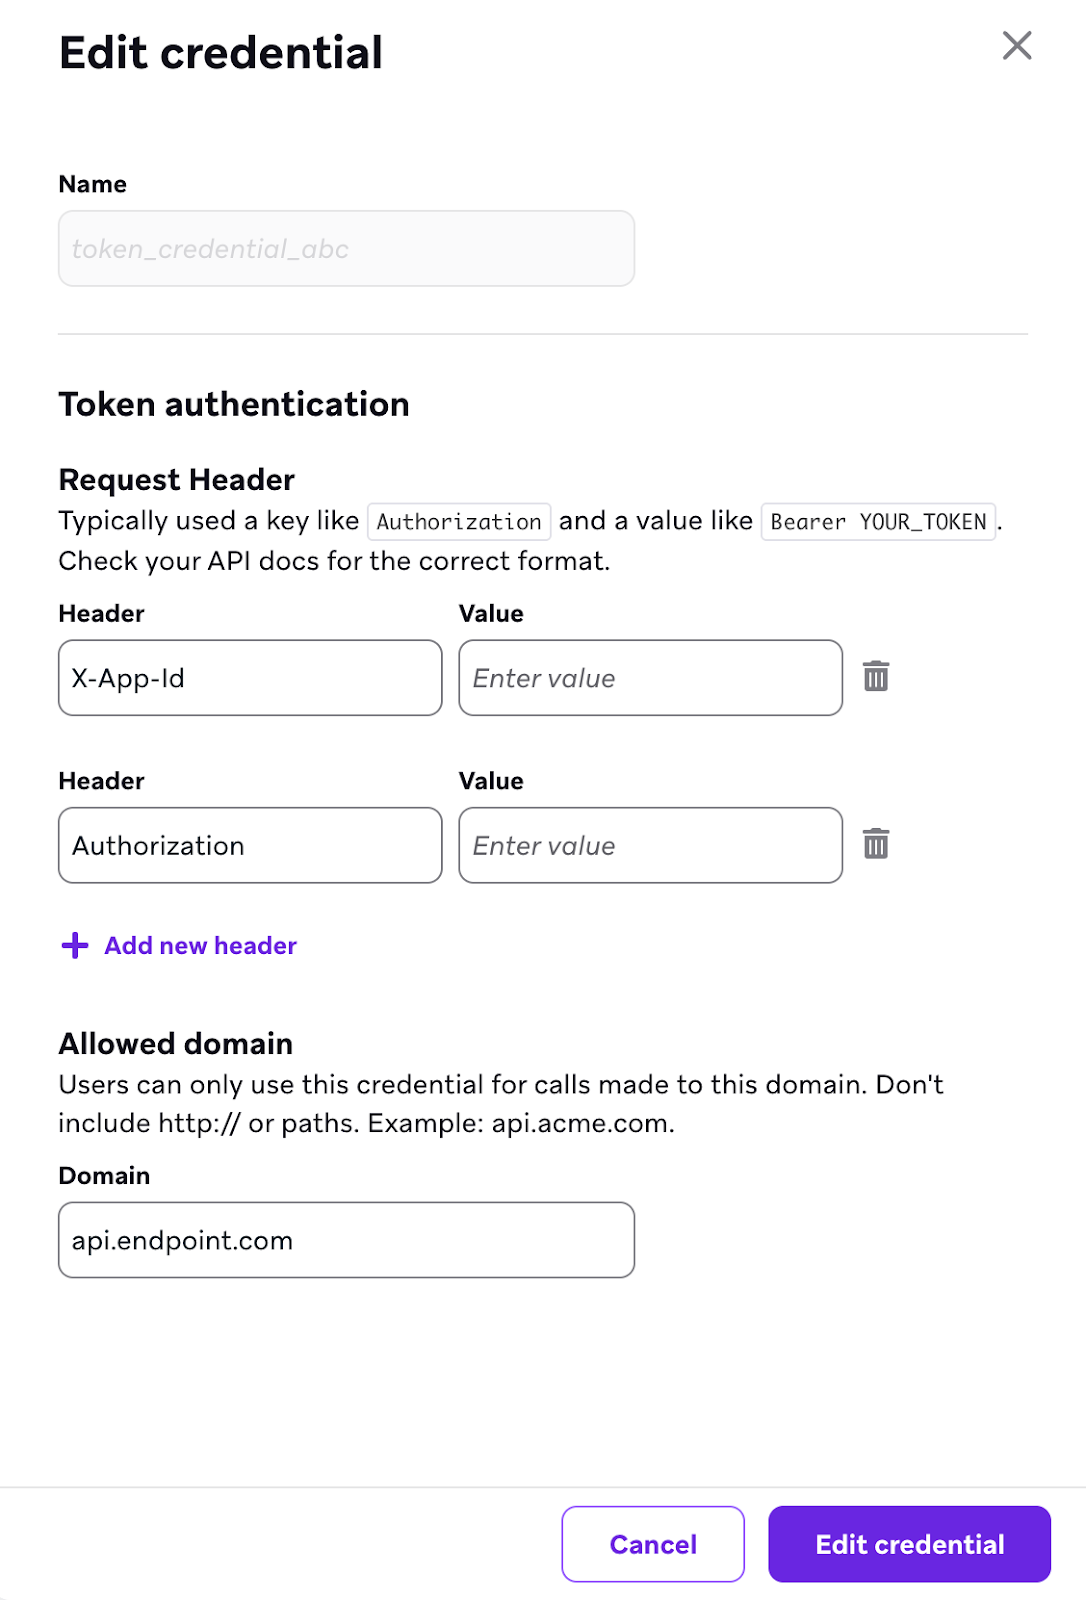 Edit credential
Name
token_credential_abc
Token authentication
Request Header
Typically used a key like Authorization and a value like Bearer YOUR_TOKEN.
Check your API docs for the correct format.
Header Value
X-App-Id Enter value
Header Value
Authorization Enter value
Add new header
Allowed domain
Users can only use this credential for calls made to this domain. Don't
include http:// or paths. Example: api.acme.com.
Domain
api.endpoint.com
Cancel Edit credential